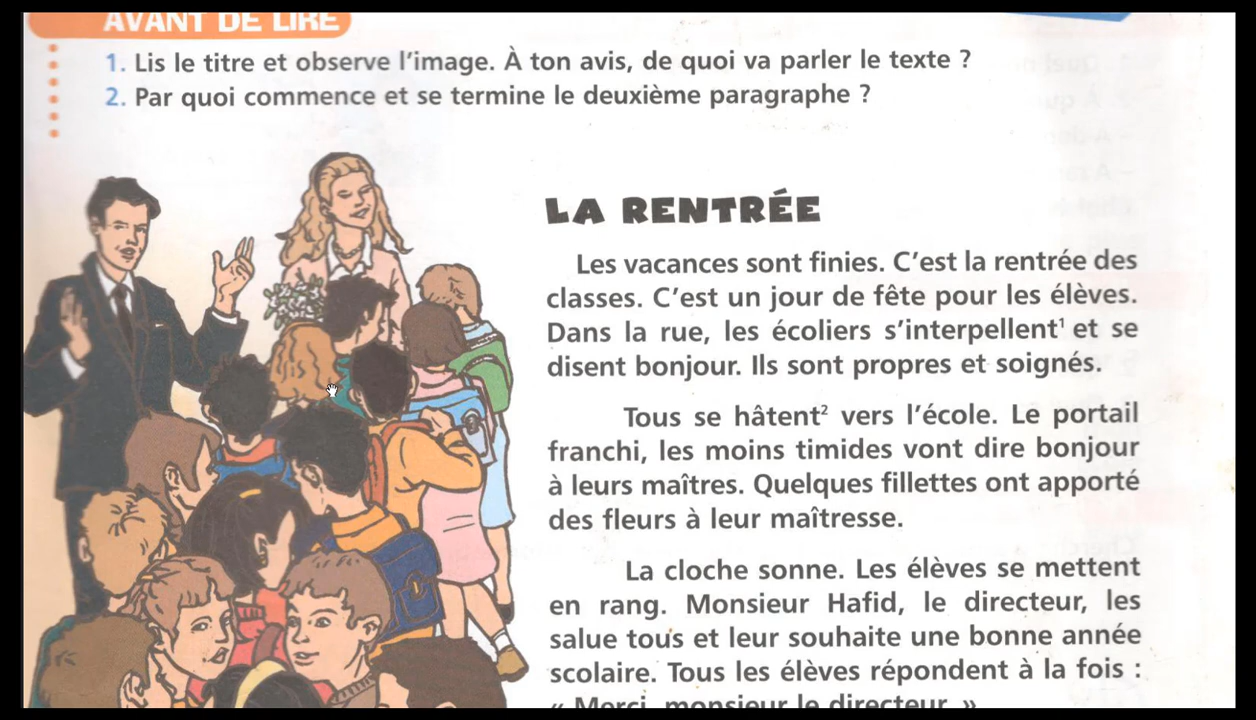 AVANT DE LIRE
1. Lis le titre et observe l'image. À ton avis, de quoi va parler le texte ?
2. Par quoi commence et se termine le deuxième paragraphe ?
LA RENTRÉE
Les vacances sont finies. C'est la rentrée des
classes. C'est un jour de fête pour les élèves.
Dans la rue, les écoliers s'interpellent¹ et se
disent bonjour. Ils sont propres et soignés.
Tous se hâtent² vers l'école. Le portail
franchi, les moins timides vont dire bonjour
à leurs maîtres. Quelques fillettes ont apporté
des fleurs à leur maîtresse.
La cloche sonne. Les élèves se mettent
en rang. Monsieur Hafid, le directeur, les
salue tous et leur souhaite une bonne année
scolaire. Tous les élèves répondent à la fois :
« Merci, monsieur le directeur. »